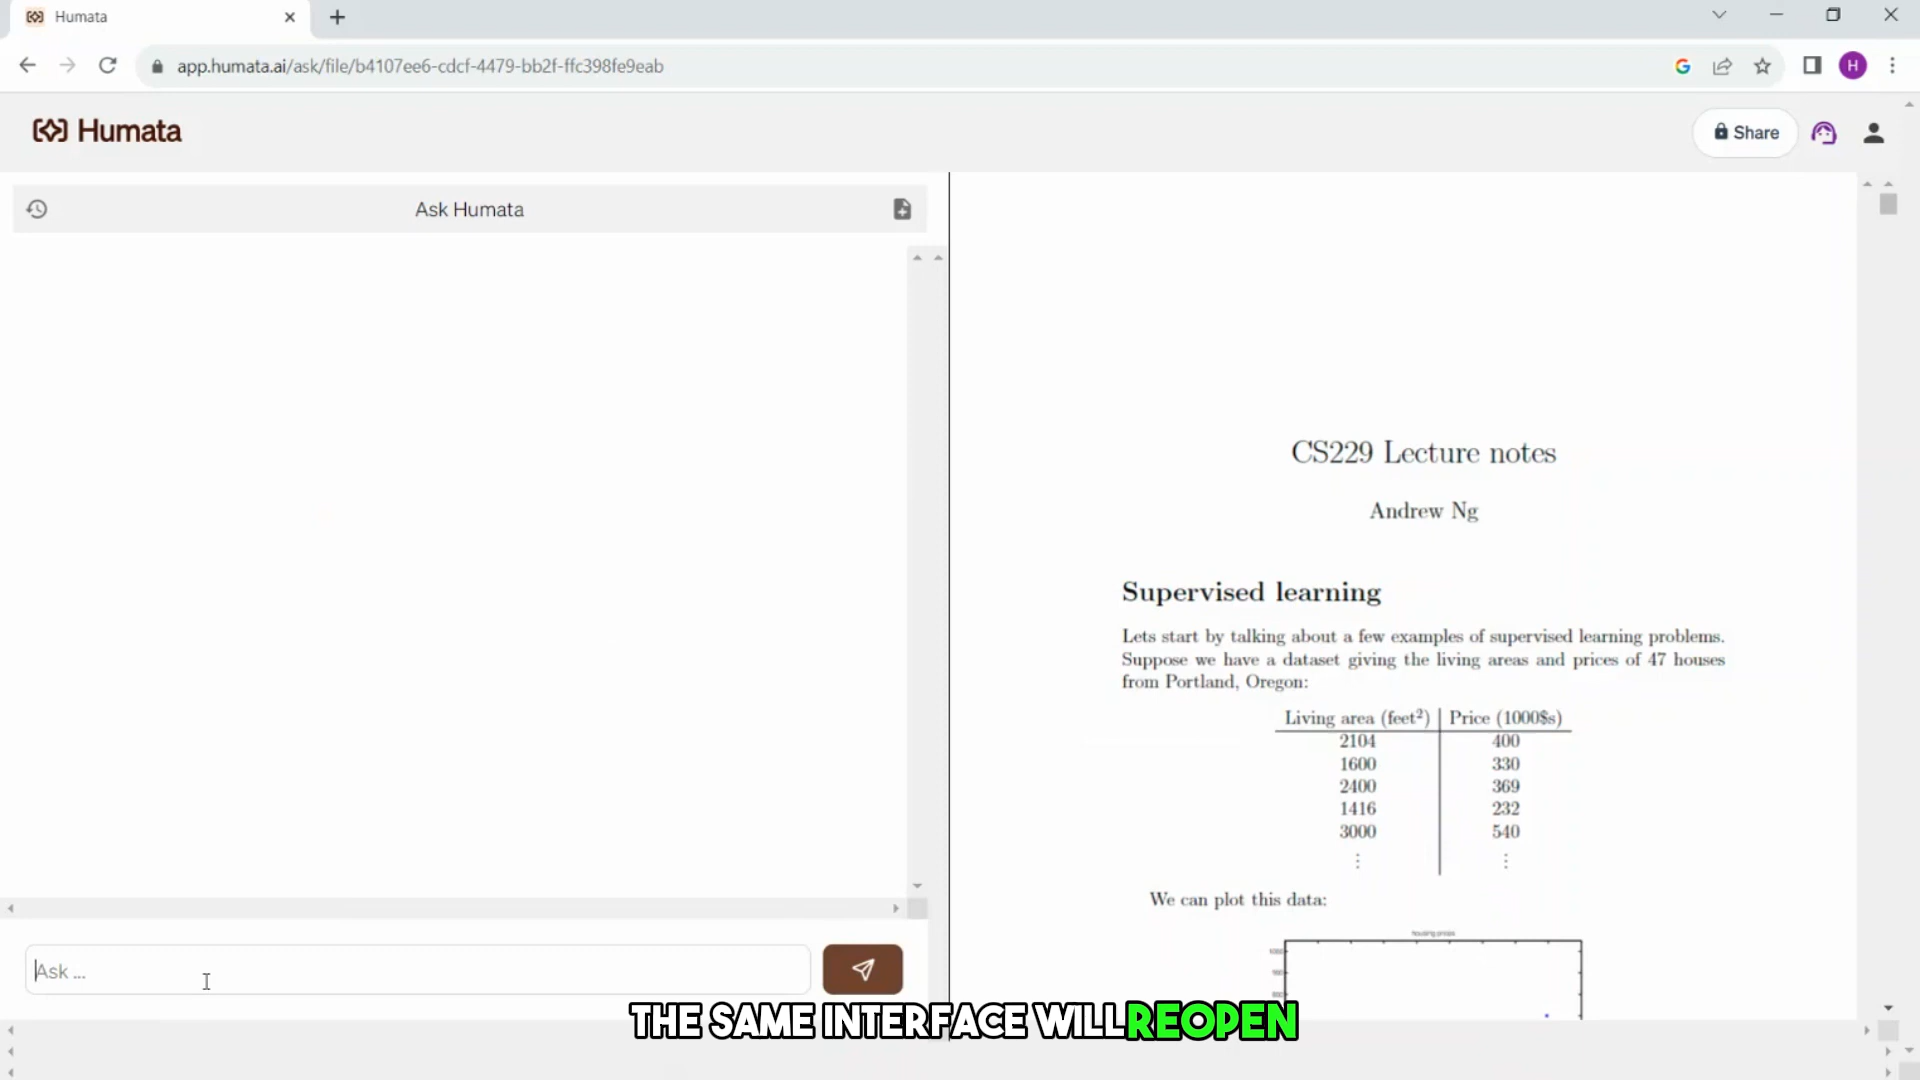 Humata
app.humata.ai/ask/file/b4107ee6-cdcf-4479-bb2f-ffc398fe9eab
H
Humata
Share
Ask Humata
CS229 Lecture notes
Andrew Ng
Supervised learning
Lets start by talking about a few examples of supervised learning problems.
Suppose we have a dataset giving the living areas and prices of 47 houses
from Portland, Oregon:
Living area (feet²) Price (1000$s)
2104 400
1600 330
2400 369
1416 232
3000 540
⋮ ⋮
We can plot this data:
housing prices
Ask ...
THE SAME INTERFACE WILL REOPEN